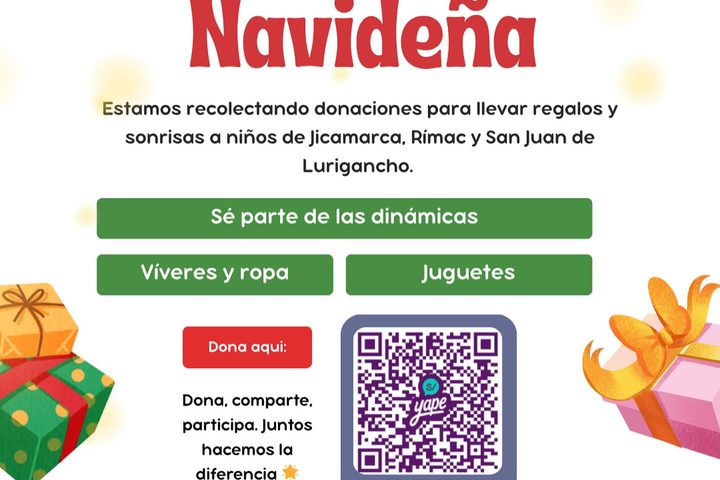 Navideña
Estamos recolectando donaciones para llevar regalos y
sonrisas a niños de Jicamarca, Rímac y San Juan de
Lurigancho.
Sé parte de las dinámicas
Víveres y ropa
Juguetes
Dona aqui:
Dona, comparte,
participa. Juntos
hacemos la
diferencia
S/
yape